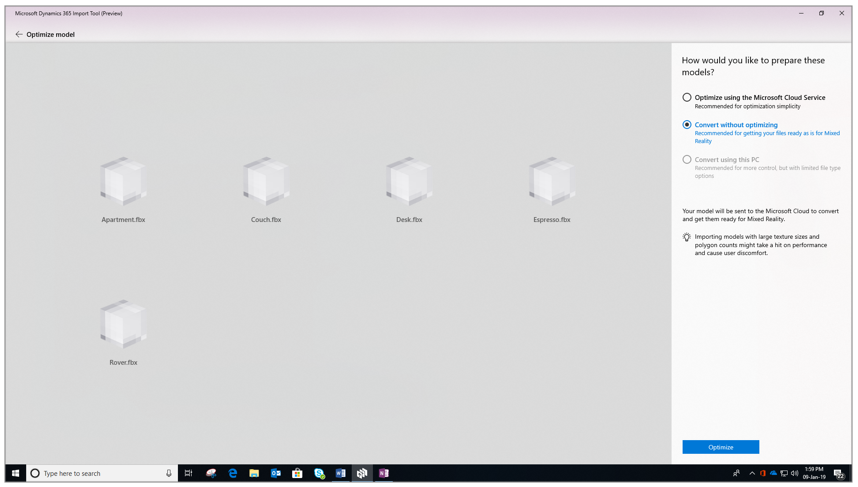 Microsoft Dynamics 365 Import Tool (Preview)
Optimize model
How would you like to prepare these
models?
Optimize using the Microsoft Cloud Service
Recommended for optimization simplicity
Convert without optimizing
Recommended for getting your files ready as is for Mixed
Reality
Convert using this PC
Recommended for more control, but with limited file type
options
Your model will be sent to the Microsoft Cloud to convert
and get them ready for Mixed Reality.
Importing models with large texture sizes and
polygon counts might take a hit on performance
and cause user discomfort.
Apartment.fbx
Couch.fbx
Desk.fbx
Espresso.fbx
Rover.fbx
Optimize
Type here to search
1:59 PM
09-Jan-19
22